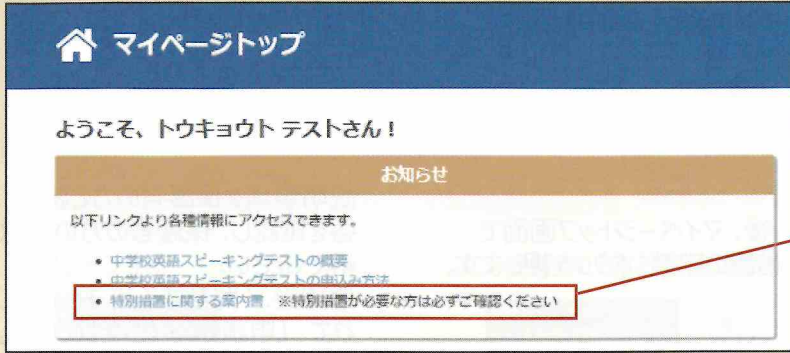 マイページトップ
ようこそ、トウキョウト テストさん！
お知らせ
以下リンクより各種情報にアクセスできます。
• 中学校英語スピーキングテストの概要
• 中学校英語スピーキングテストの申込み方法
• 特別措置に関する案内書　※特別措置が必要な方は必ずご確認ください